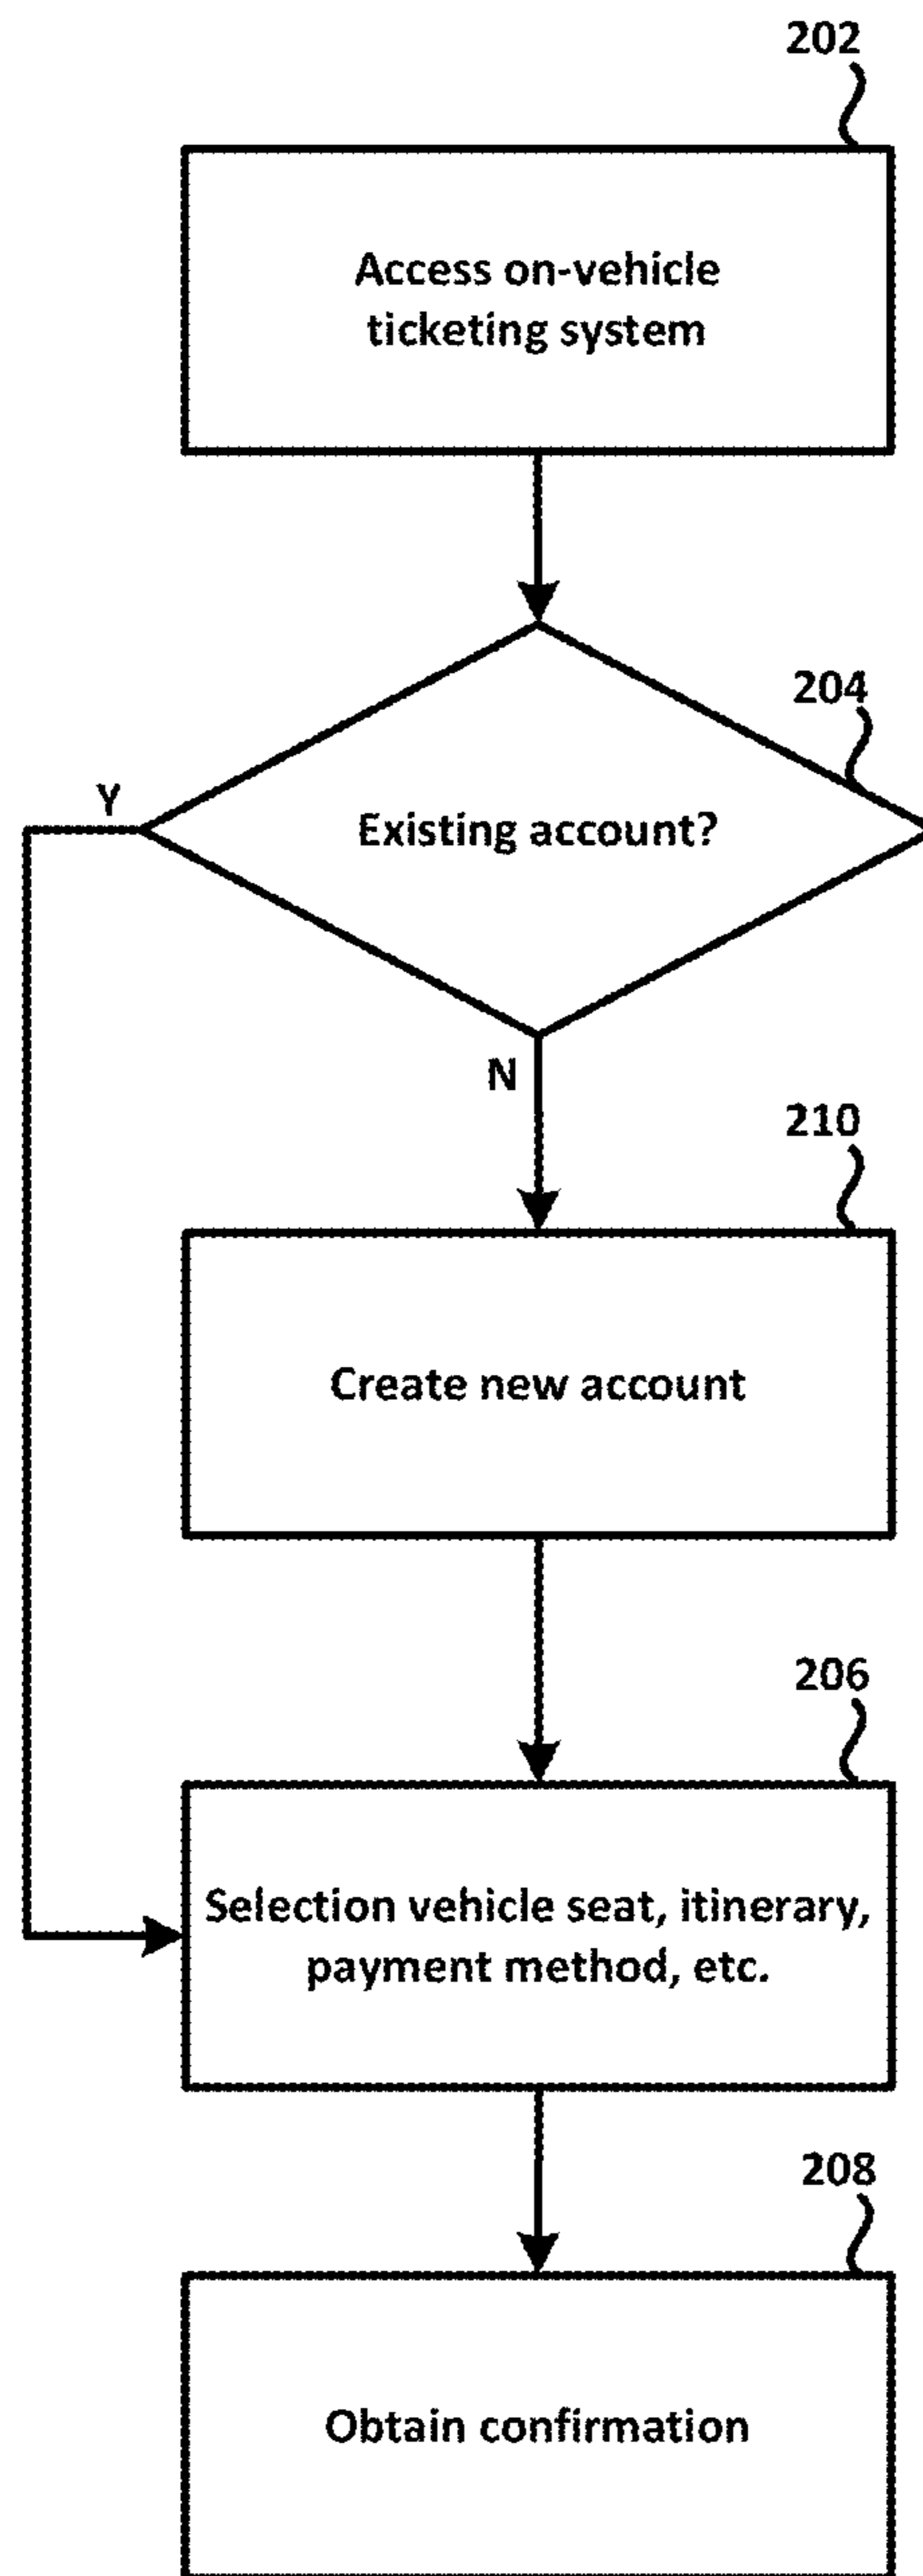 202
Access on-vehicle
ticketing system
204
Y
Existing account?
N
210
Create new account
206
Selection vehicle seat, itinerary,
payment method, etc.
208
Obtain confirmation